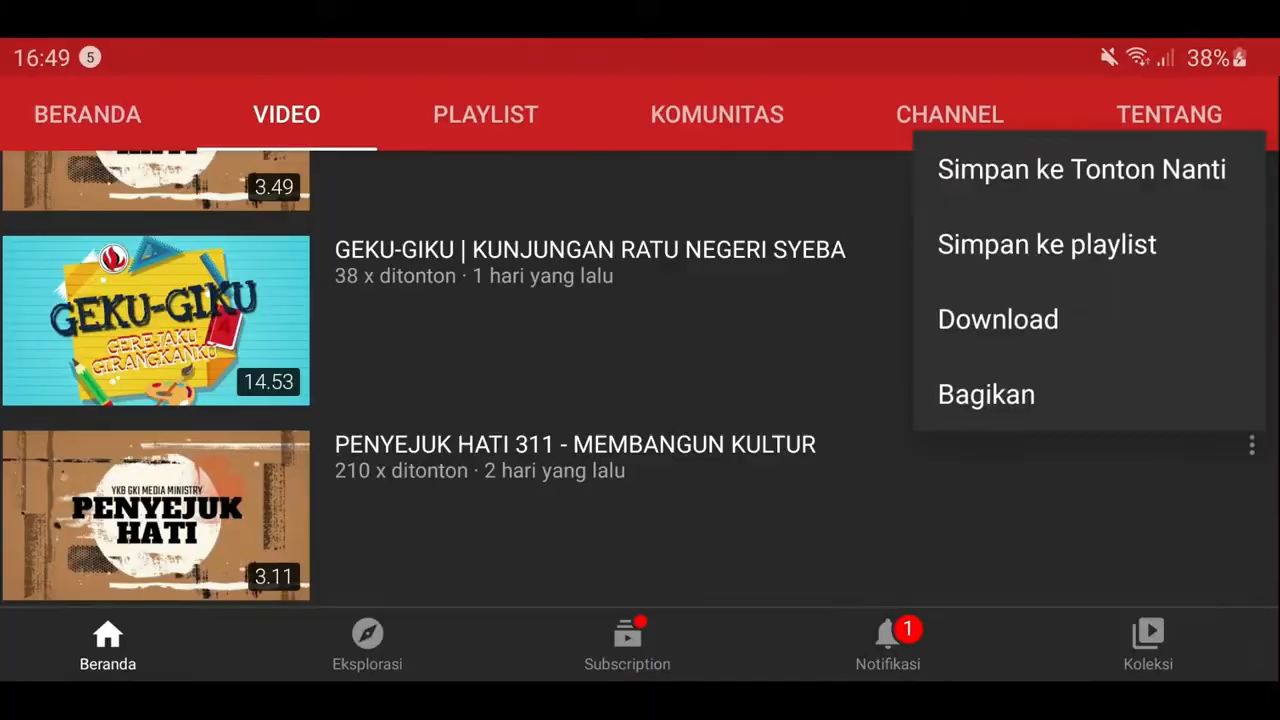 16:49 5 38%
BERANDA VIDEO PLAYLIST KOMUNITAS CHANNEL TENTANG
3.49
Simpan ke Tonton Nanti
Simpan ke playlist
Download
Bagikan
GEKU-GIKU
GEREJAKU
GIRANGKANKU
14.53
GEKU-GIKU | KUNJUNGAN RATU NEGERI SYEBA
38 x ditonton · 1 hari yang lalu
YKB GKI MEDIA MINISTRY
PENYEJUK
HATI
3.11
PENYEJUK HATI 311 - MEMBANGUN KULTUR
210 x ditonton · 2 hari yang lalu
1
Beranda Eksplorasi Subscription Notifikasi Koleksi